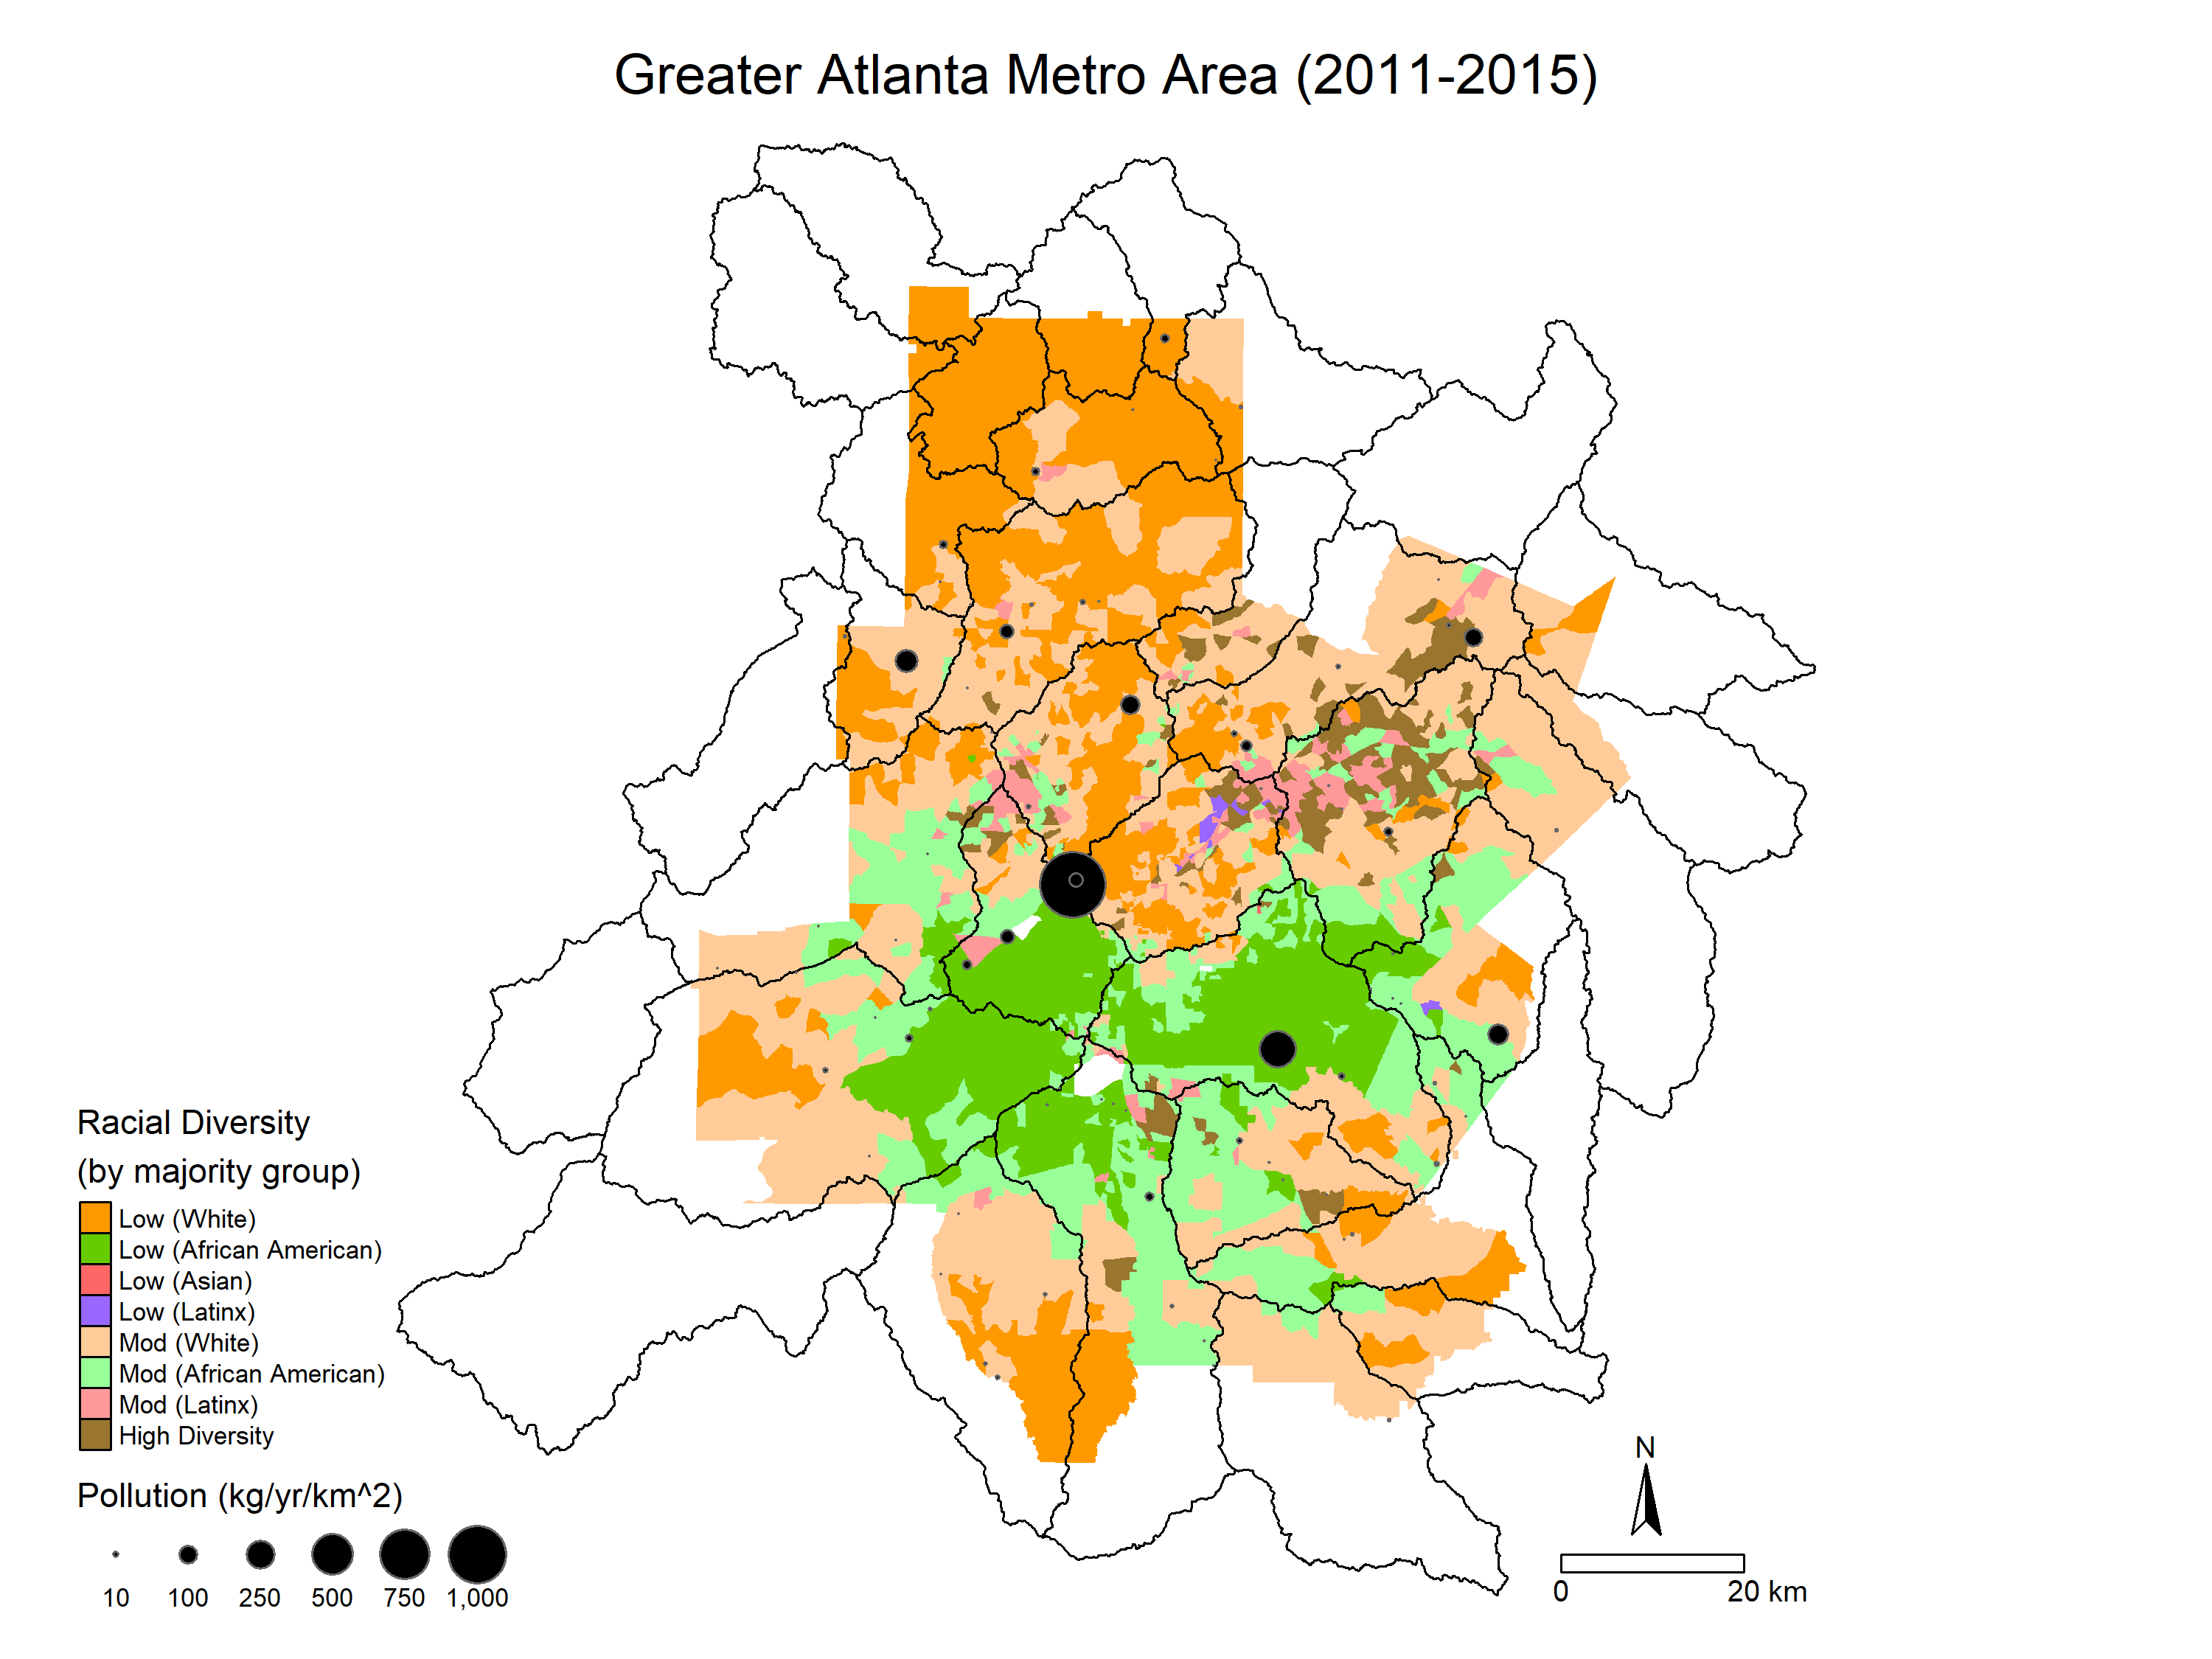 Greater Atlanta Metro Area (2011-2015)
Racial Diversity
(by majority group)
Low (White)
Low (African American)
Low (Asian)
Low (Latinx)
Mod (White)
Mod (African American)
Mod (Latinx)
High Diversity
Pollution (kg/yr/km^2)
10 100 250 500 750 1,000
N
0 20 km